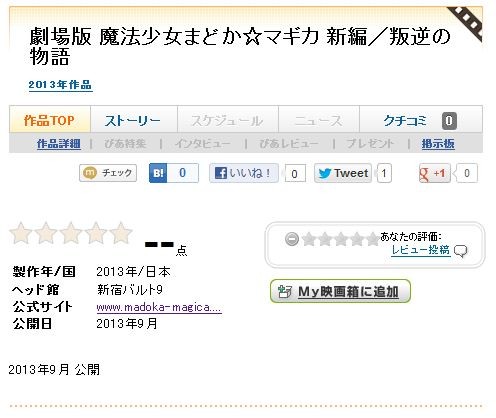 劇場版 魔法少女まどか☆マギカ 新編／叛逆の
物語
2013年作品
作品TOP ストーリー スケジュール ニュース クチコミ 0
作品詳細 | ぴあ特集 | インタビュー | ぴあレビュー | プレゼント | 掲示板
m チェック B! 0 いいね！ 0 Tweet 1 g +1 0
--点
あなたの評価:
レビュー投稿
製作年/国 2013年/日本
ヘッド館 新宿バルト9
公式サイト www.madoka-magica....
公開日 2013年9月
My映画箱に追加
2013年9月 公開